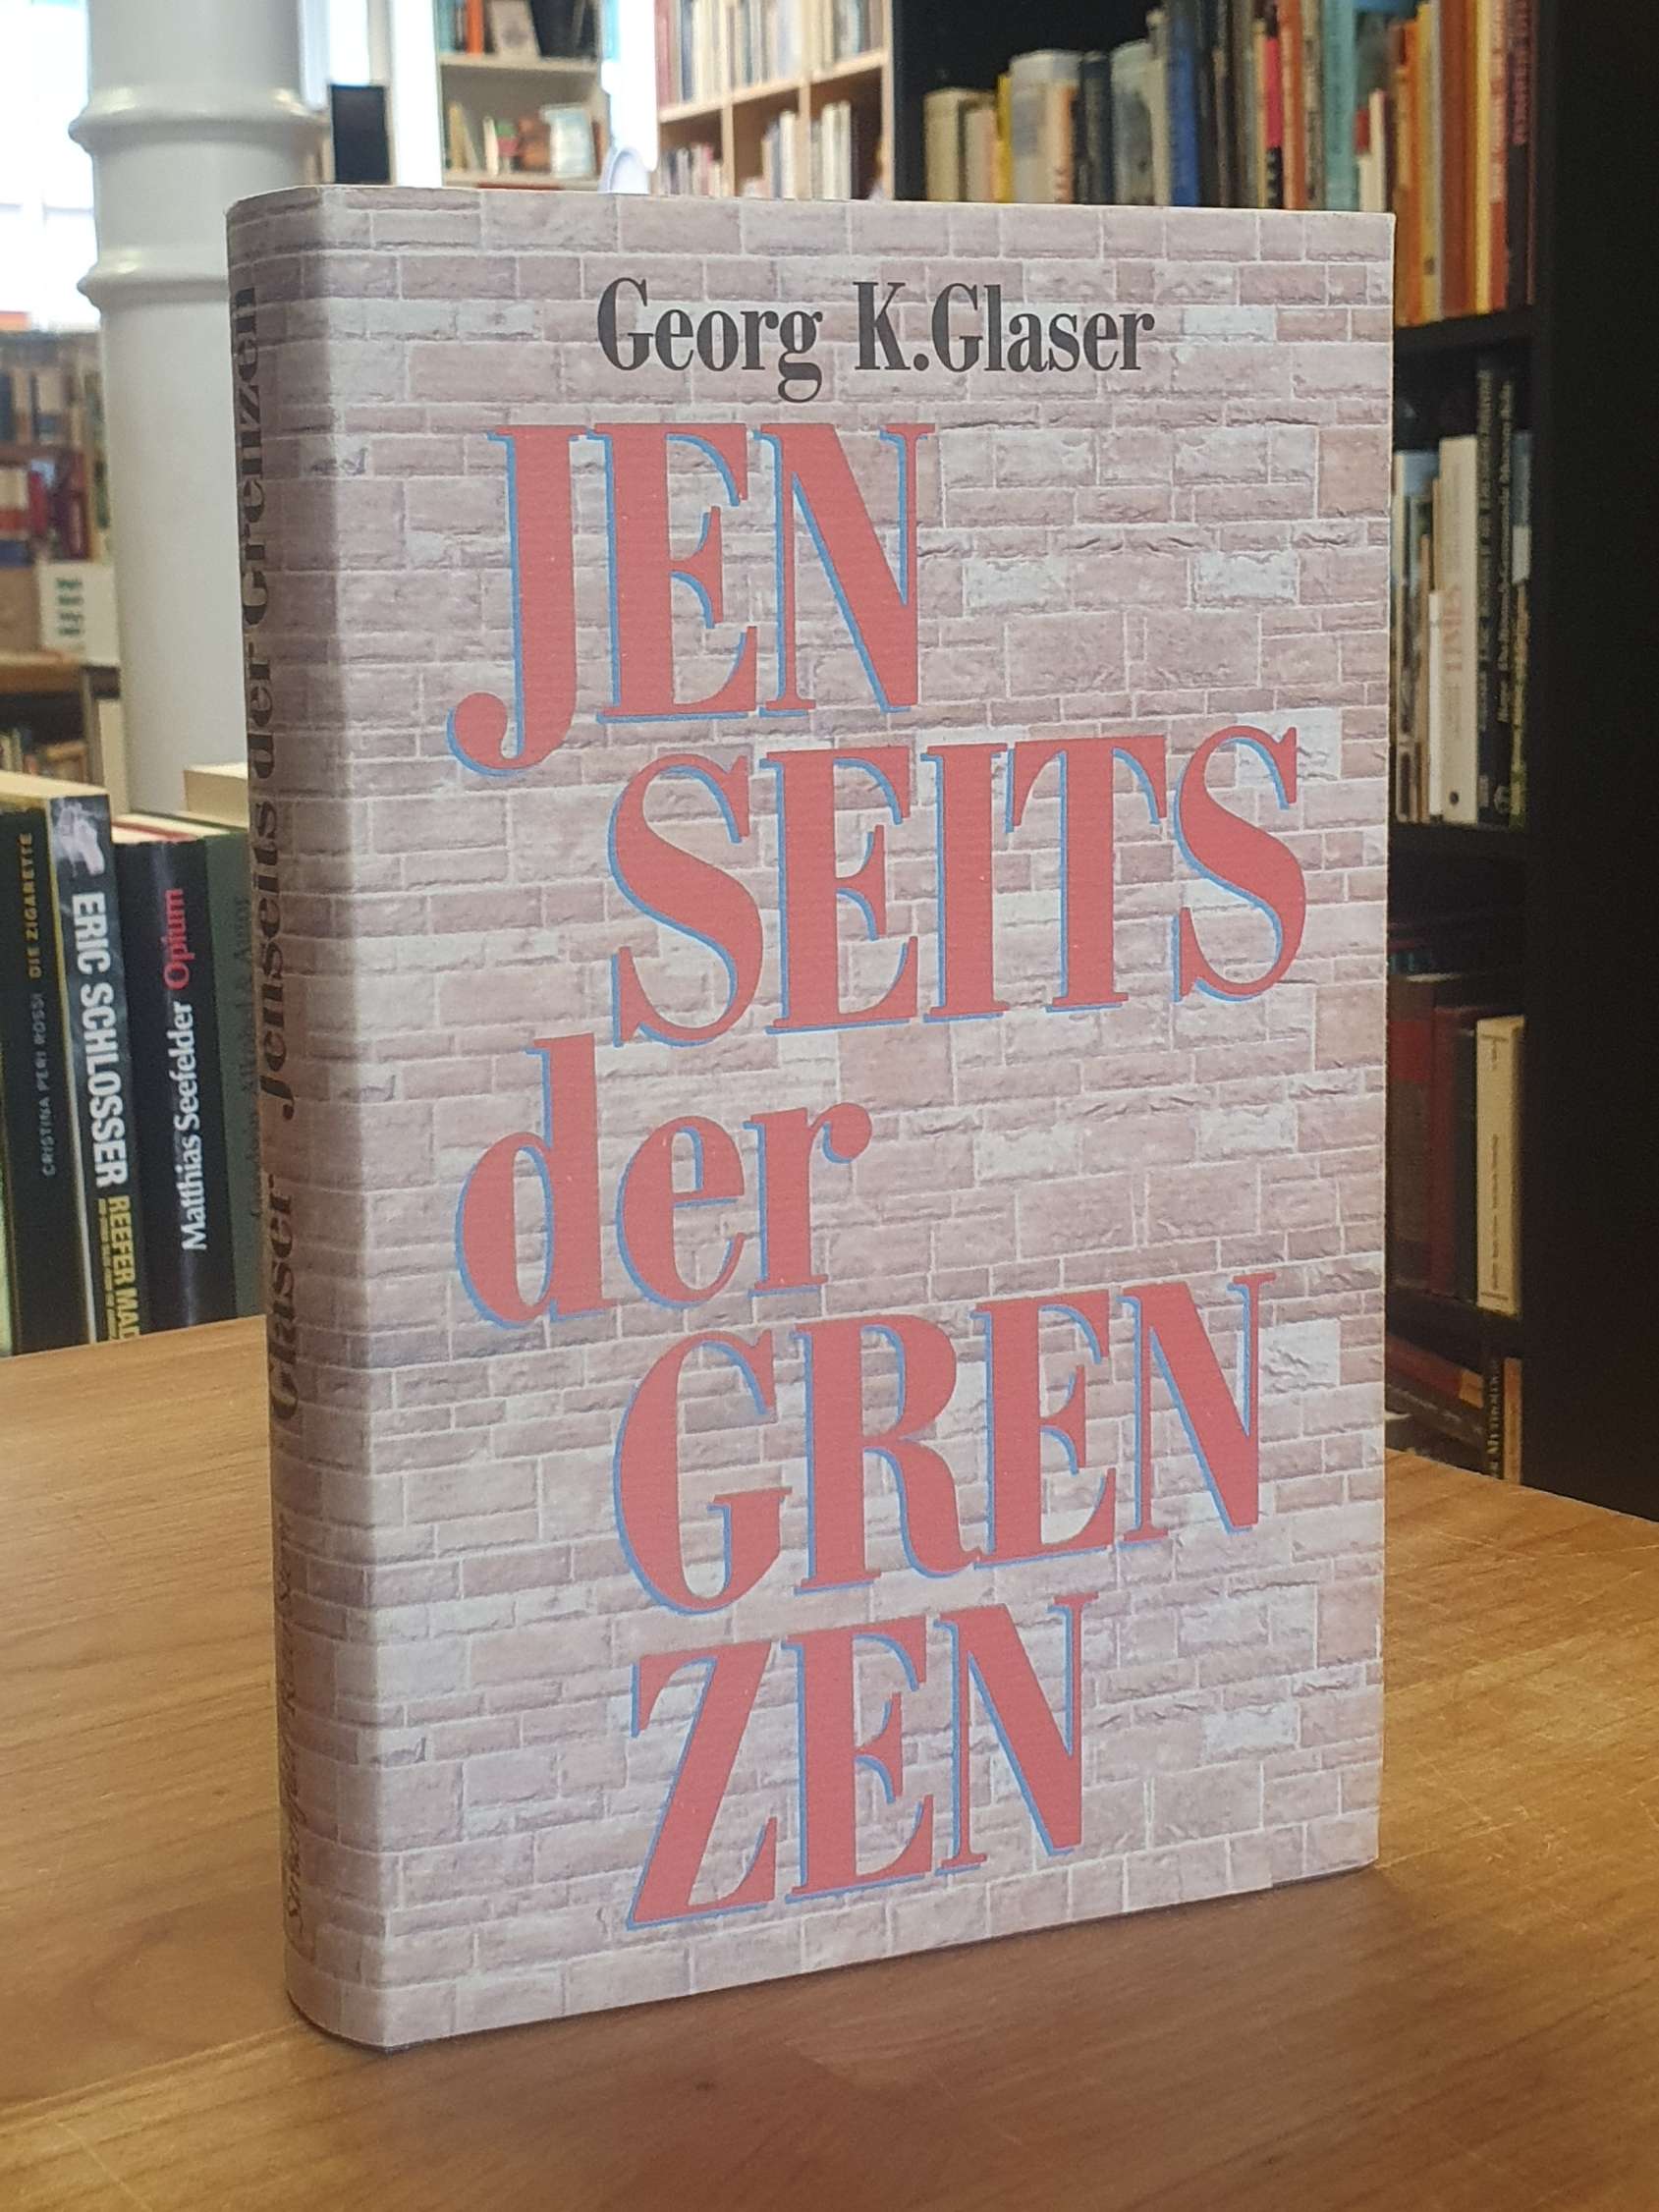 Georg K.Glaser
JEN
SEITS
der
GREN
ZEN
Glaser Jenseits der Grenzen
CRISTINA PERI ROSSI DIE ZIGARETTE
ERIC SCHLOSSER REEFER MAD
Matthias Seefelder Opium